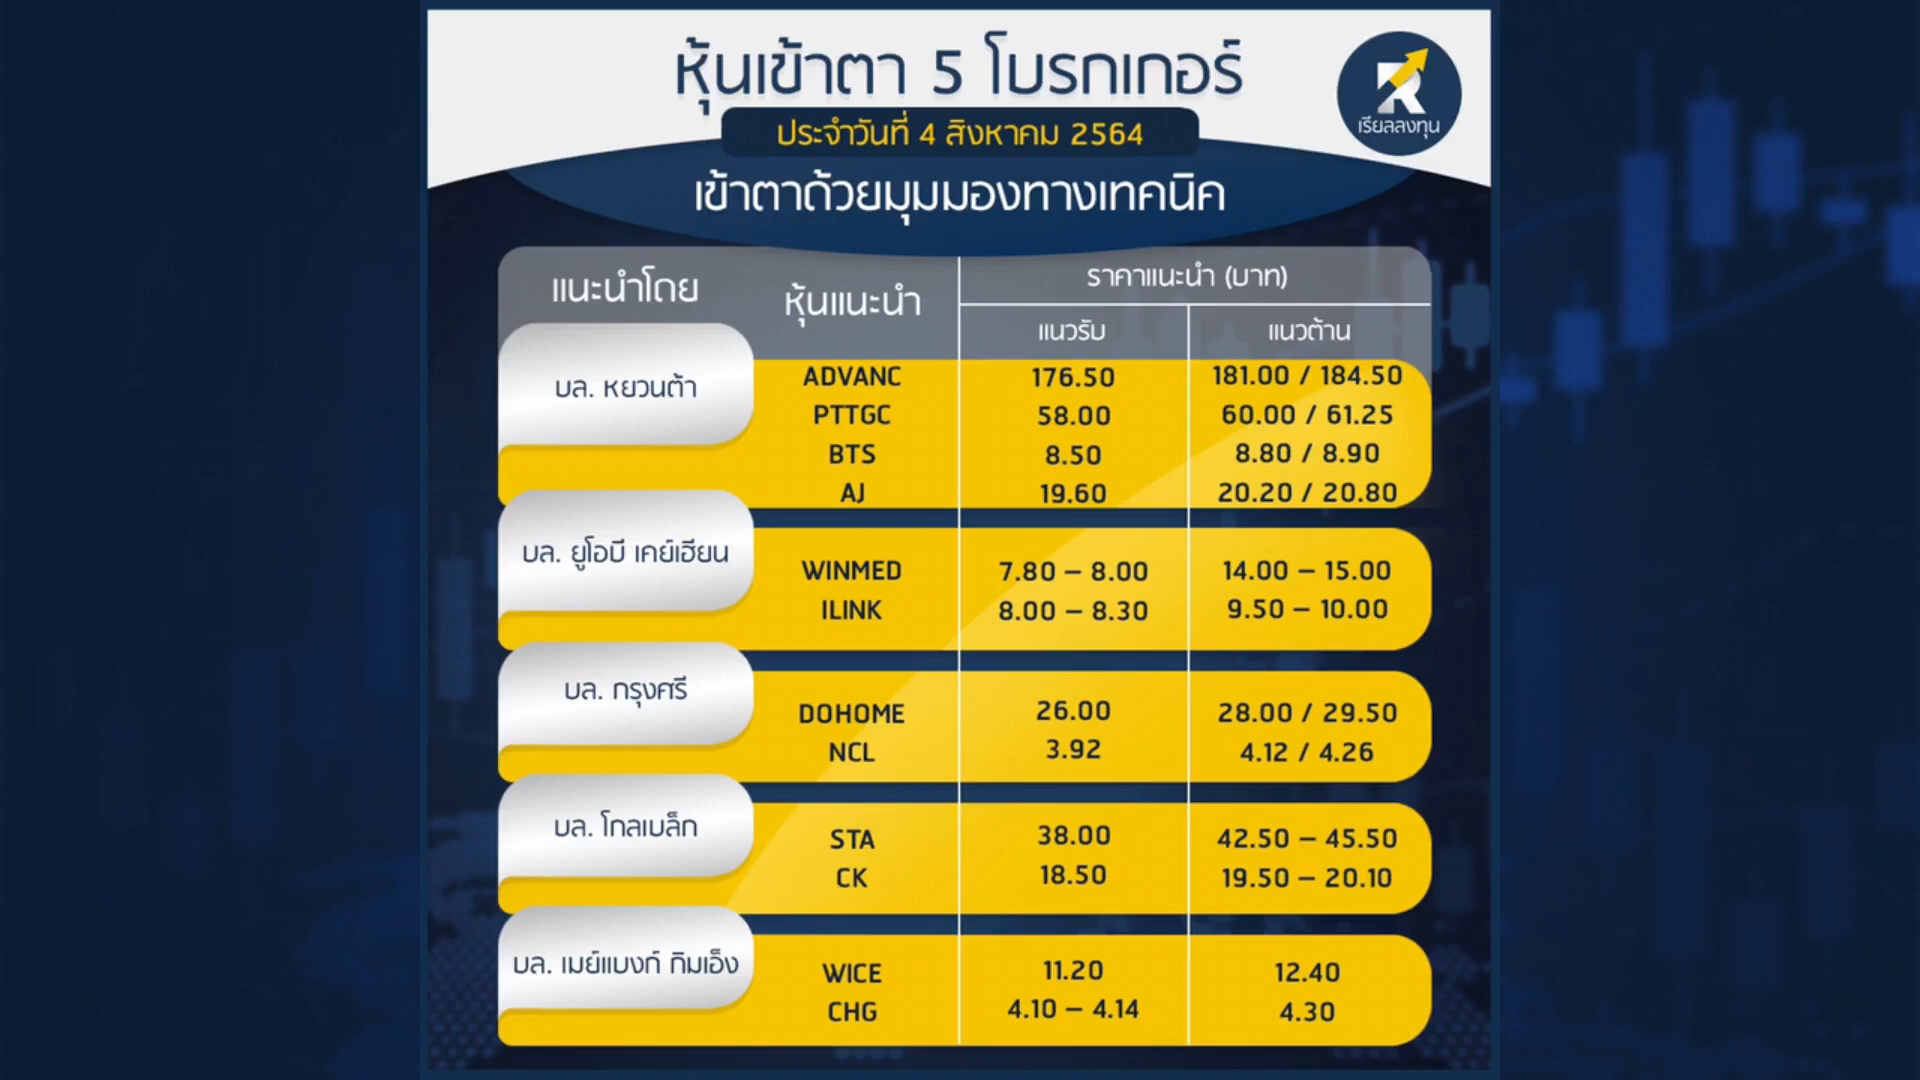 หุ้นเข้าตา 5 โบรกเกอร์
เรียลลงทุน
ประจำวันที่ 4 สิงหาคม 2564
เข้าตาด้วยมุมมองทางเทคนิค
แนะนำโดย หุ้นแนะนำ ราคาแนะนำ (บาท)
แนวรับ แนวต้าน
บล. หยวนต้า
ADVANC 176.50 181.00 / 184.50
PTTGC 58.00 60.00 / 61.25
BTS 8.50 8.80 / 8.90
AJ 19.60 20.20 / 20.80
บล. ยูโอบี เคย์เฮียน
WINMED 7.80 – 8.00 14.00 – 15.00
ILINK 8.00 – 8.30 9.50 – 10.00
บล. กรุงศรี
DOHOME 26.00 28.00 / 29.50
NCL 3.92 4.12 / 4.26
บล. โกลเบล็ก
STA 38.00 42.50 – 45.50
CK 18.50 19.50 – 20.10
บล. เมย์แบงก์ กิมเอ็ง
WICE 11.20 12.40
CHG 4.10 – 4.14 4.30